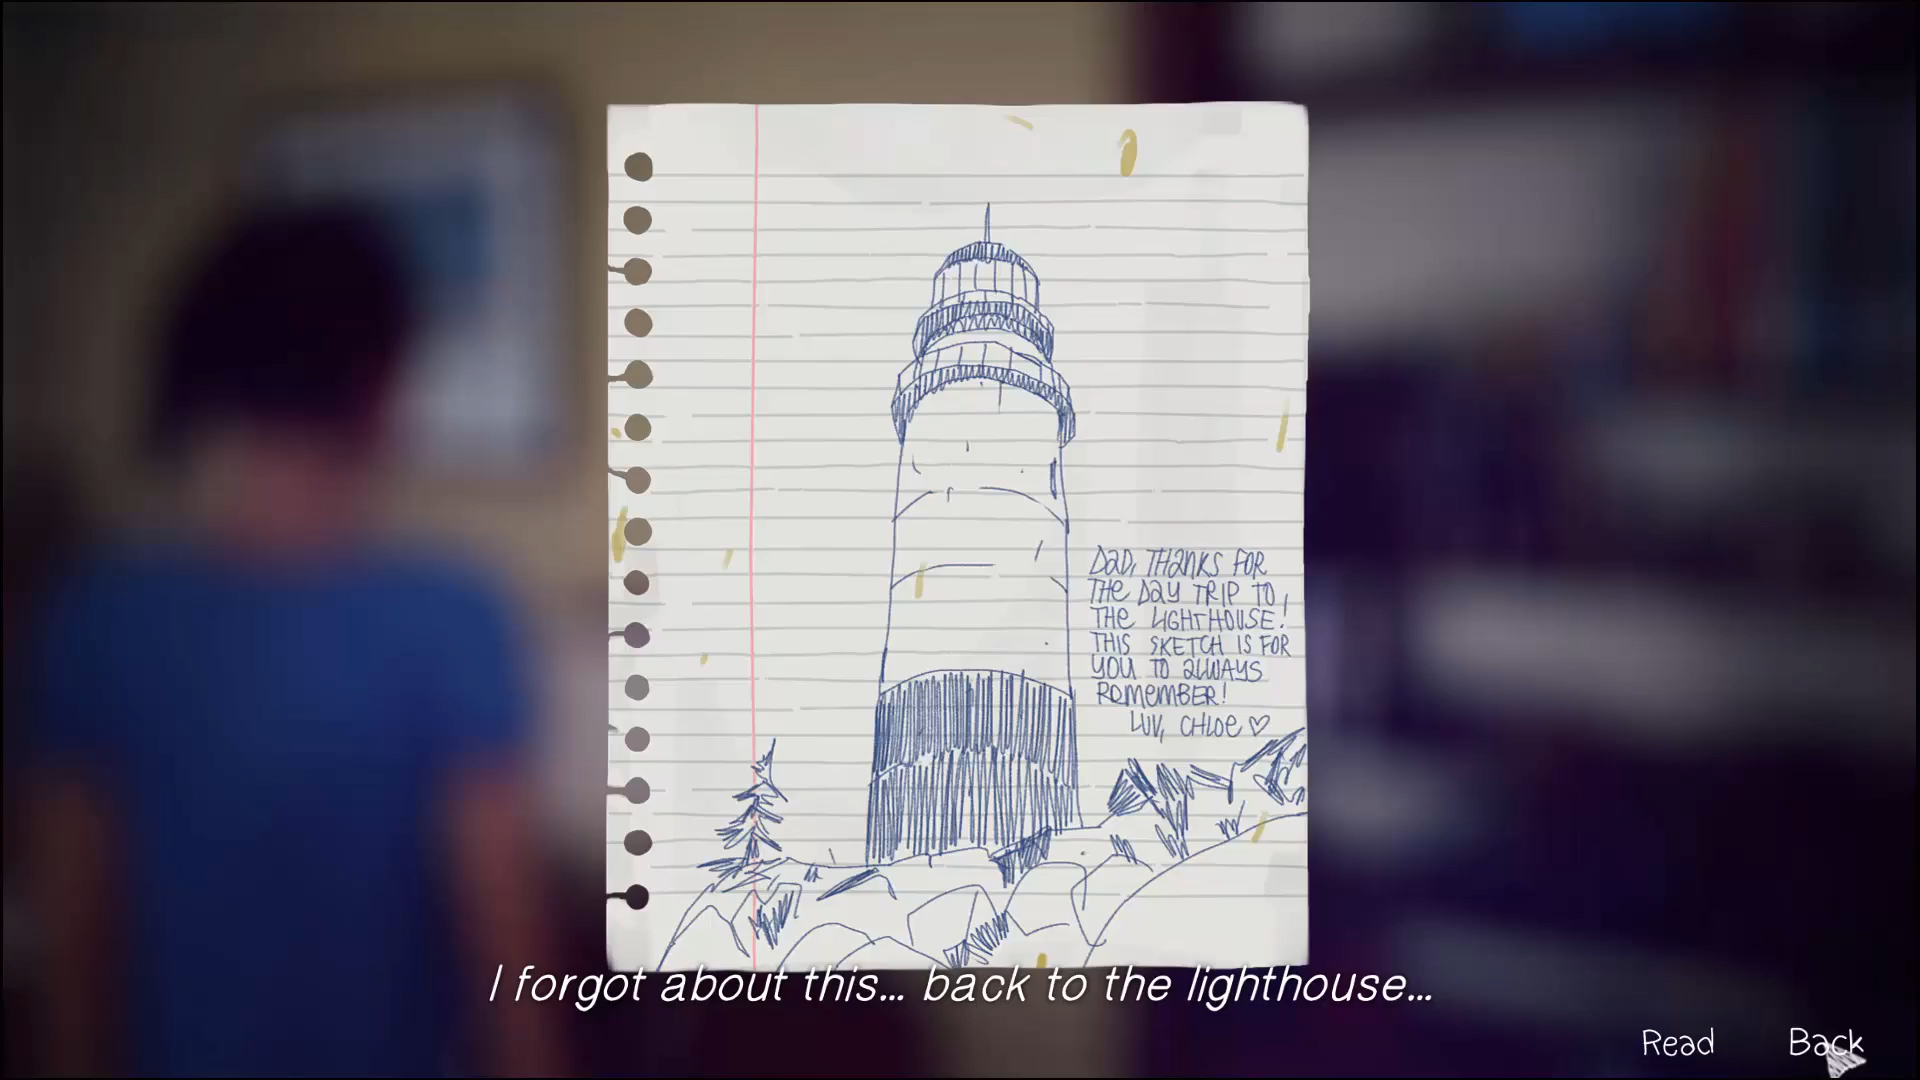 DaD, THaNKS FOR
THe Day TRIP TO
THe LIGHTHOUSE!
THIS SKETCH IS FOR
YOU TO aLWAYS
ReMeMBER!
LUV, CHLOe ♡
I forgot about this... back to the lighthouse...
Read Back